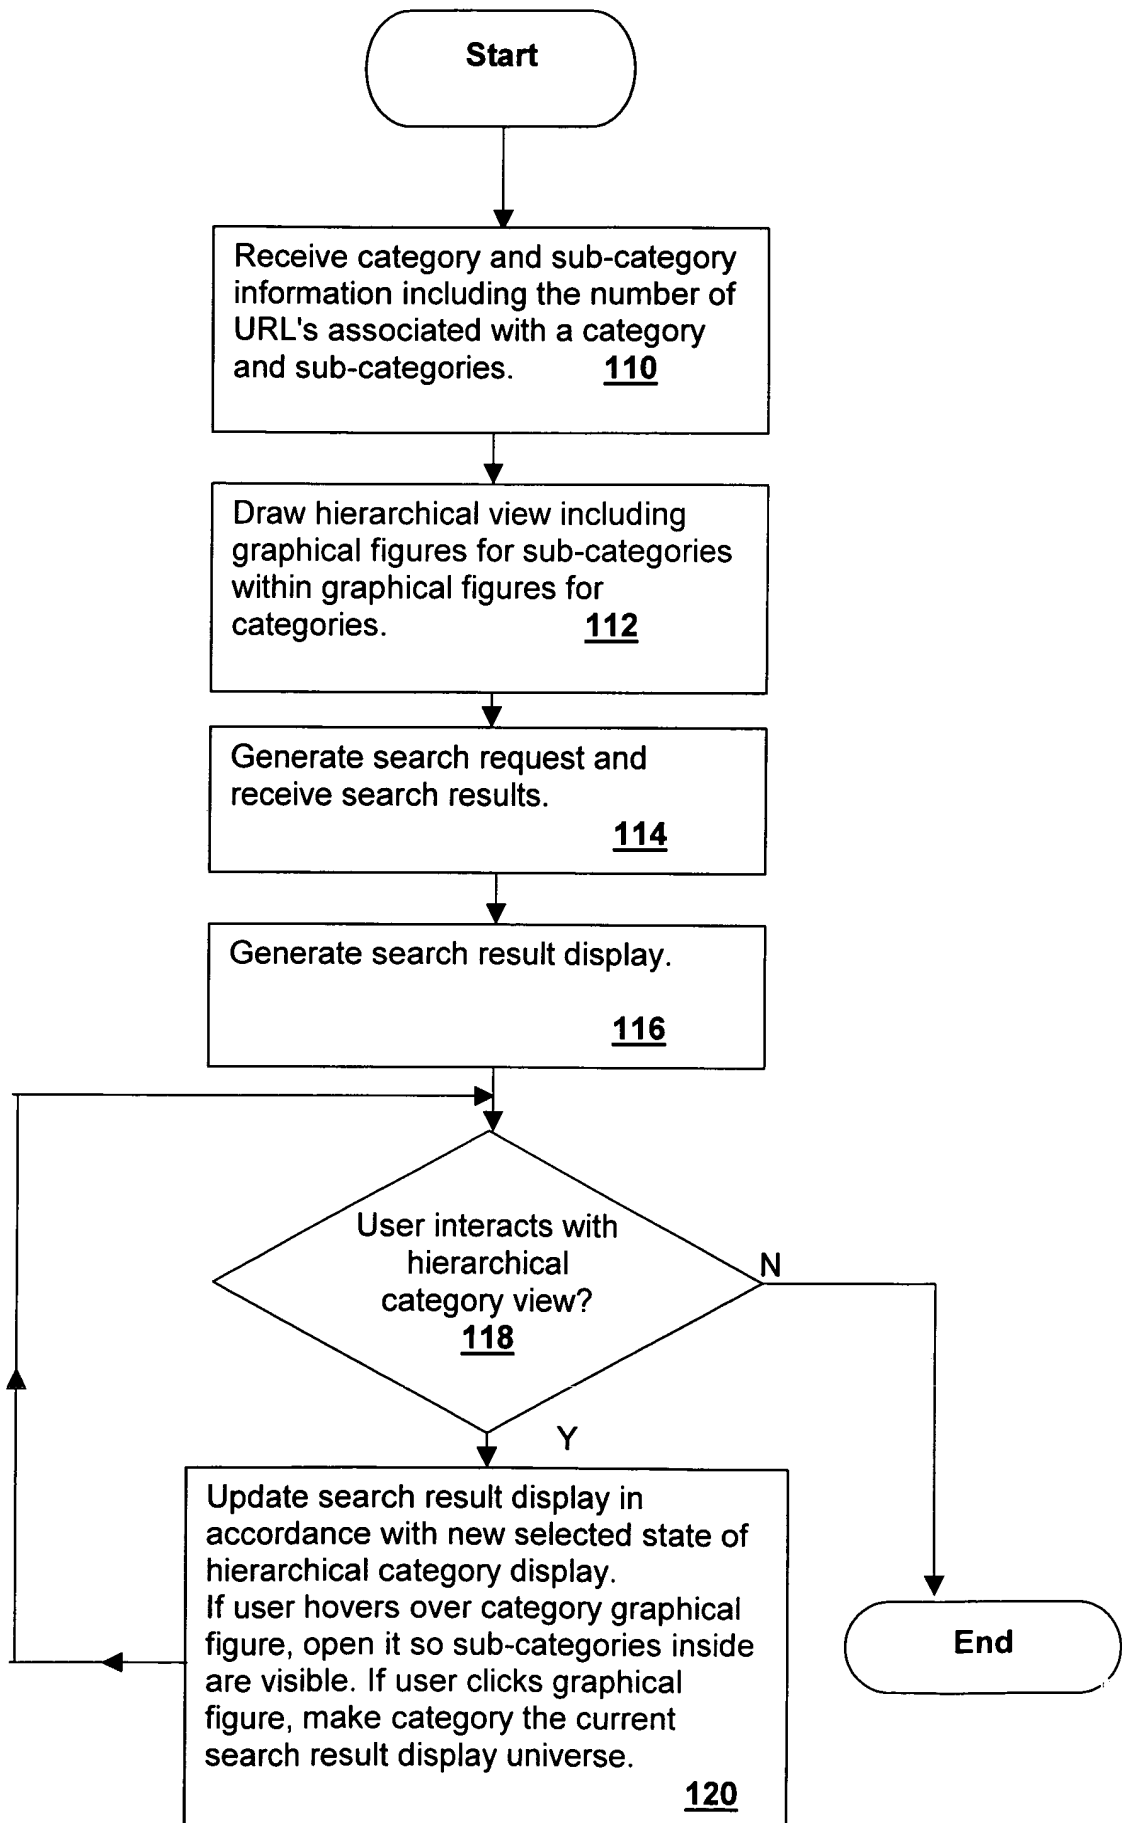 Start
Receive category and sub-category
information including the number of
URL's associated with a category
and sub-categories. 110
Draw hierarchical view including
graphical figures for sub-categories
within graphical figures for
categories. 112
Generate search request and
receive search results.
114
Generate search result display.
116
User interacts with
hierarchical
category view?
118
N
Y
Update search result display in
accordance with new selected state of
hierarchical category display.
If user hovers over category graphical
figure, open it so sub-categories inside
are visible. If user clicks graphical
figure, make category the current
search result display universe.
120
End